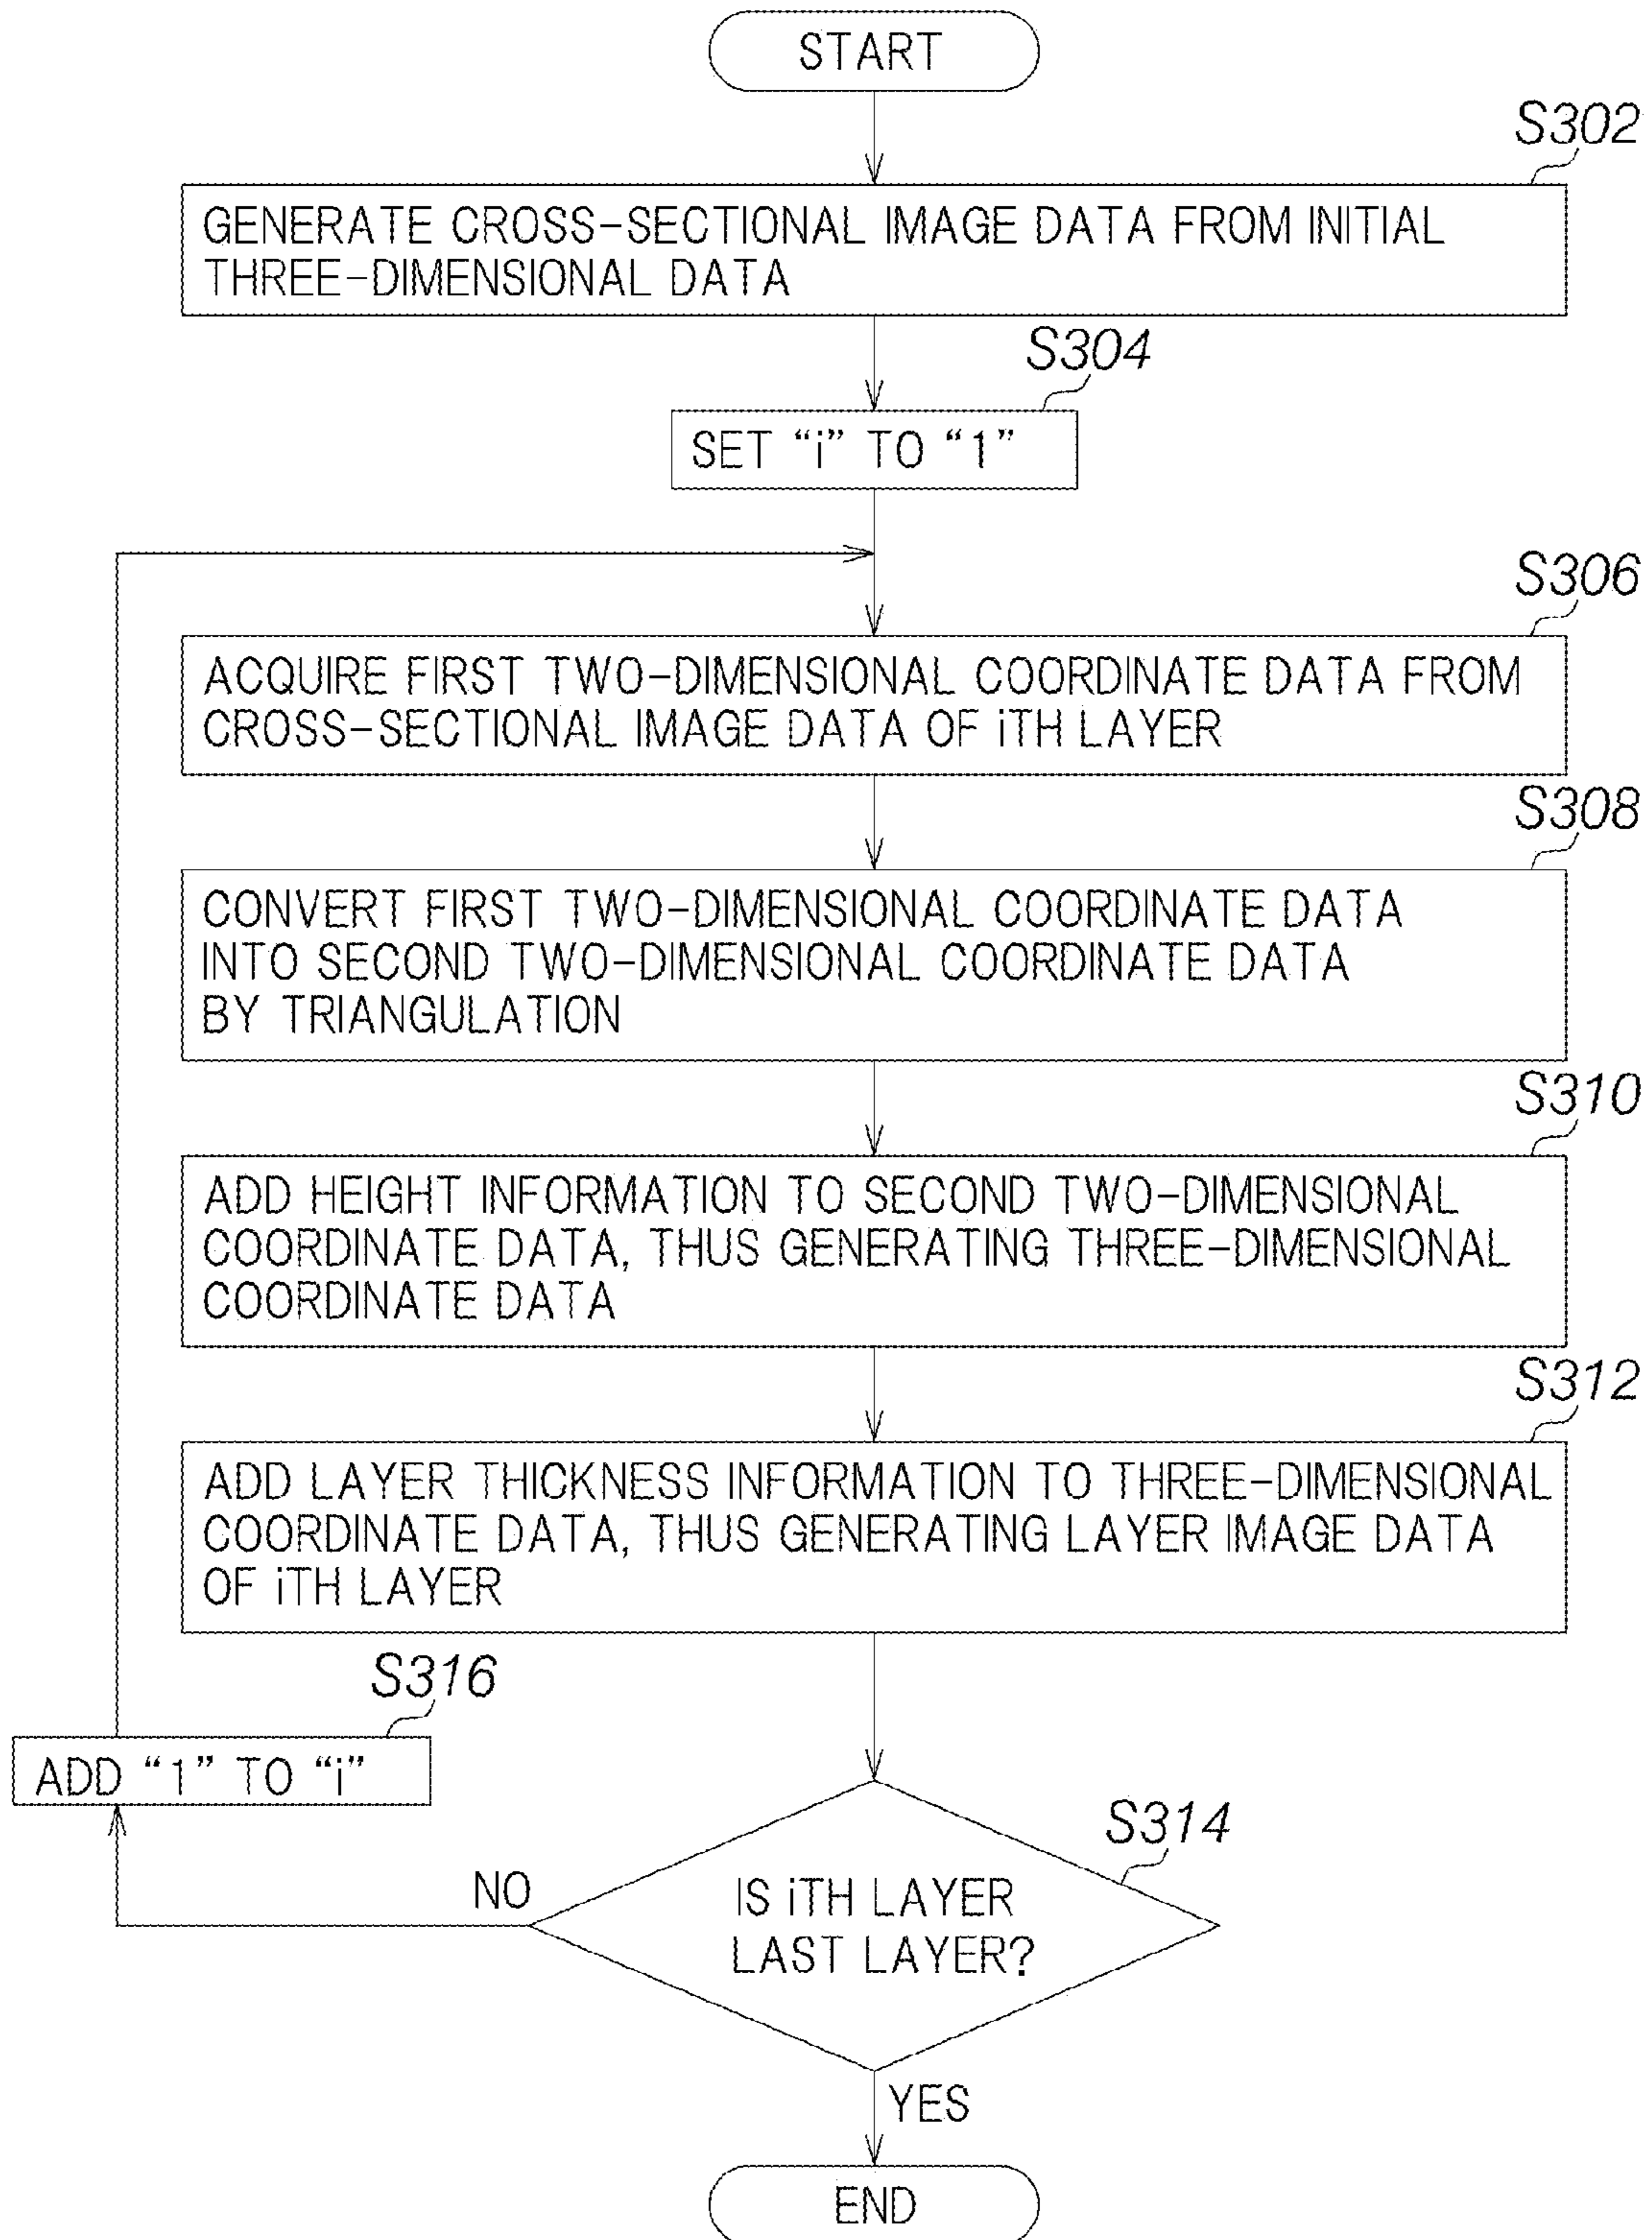 START
S302
GENERATE CROSS-SECTIONAL IMAGE DATA FROM INITIAL
THREE-DIMENSIONAL DATA
S304
SET “i” TO “1”
S306
ACQUIRE FIRST TWO-DIMENSIONAL COORDINATE DATA FROM
CROSS-SECTIONAL IMAGE DATA OF iTH LAYER
S308
CONVERT FIRST TWO-DIMENSIONAL COORDINATE DATA
INTO SECOND TWO-DIMENSIONAL COORDINATE DATA
BY TRIANGULATION
S310
ADD HEIGHT INFORMATION TO SECOND TWO-DIMENSIONAL
COORDINATE DATA, THUS GENERATING THREE-DIMENSIONAL
COORDINATE DATA
S312
ADD LAYER THICKNESS INFORMATION TO THREE-DIMENSIONAL
COORDINATE DATA, THUS GENERATING LAYER IMAGE DATA
OF iTH LAYER
S316
ADD “1” TO “i”
S314
NO
IS iTH LAYER
LAST LAYER?
YES
END